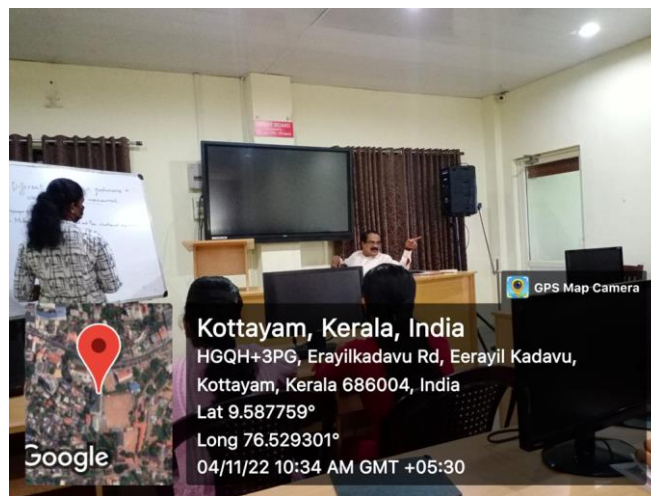 Different
GPS Map Camera
Kottayam, Kerala, India
HGQH+3PG, Erayilkadavu Rd, Eerayil Kadavu,
Kottayam, Kerala 686004, India
Lat 9.587759°
Long 76.529301°
04/11/22 10:34 AM GMT +05:30
Google